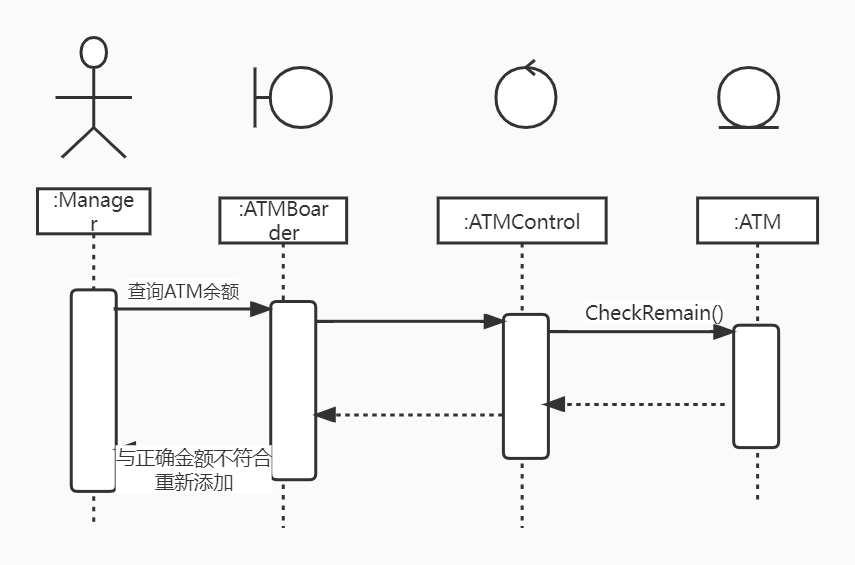 :Manage
r
:ATMBoar
der
:ATMControl
:ATM
查询ATM余额
CheckRemain()
与正确金额不符合
重新添加